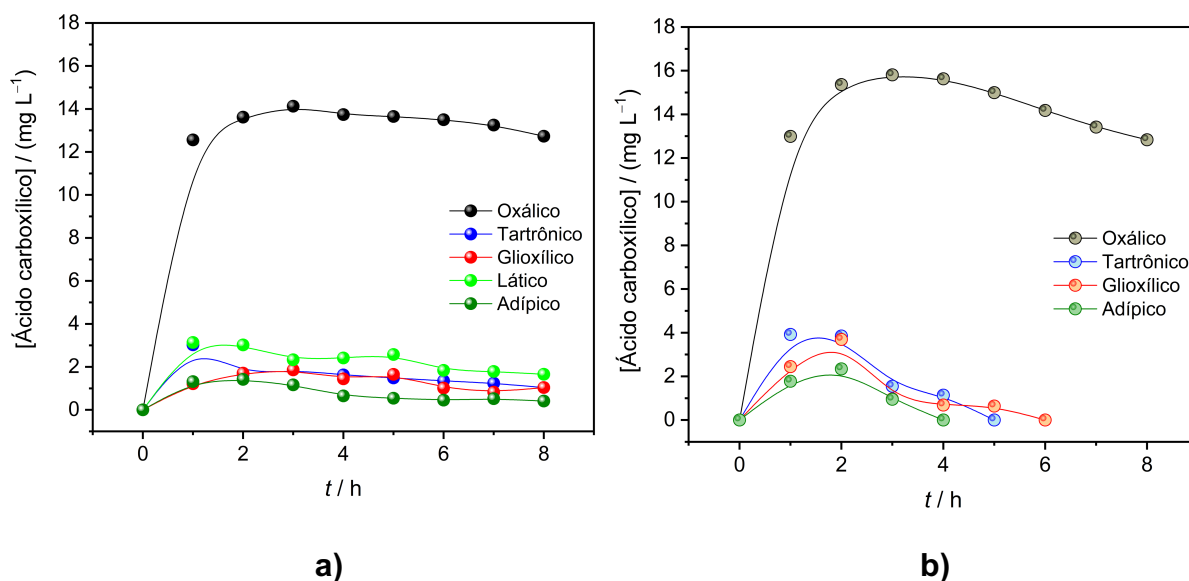 [Ácido carboxílico] / (mg L⁻¹)
18
16
14
12
10
8
6
4
2
0
Oxálico
Tartrônico
Glioxílico
Lático
Adípico
0 2 4 6 8
t / h
a)
[Ácido carboxílico] / (mg L⁻¹)
18
16
14
12
10
8
6
4
2
0
Oxálico
Tartrônico
Glioxílico
Adípico
0 2 4 6 8
t / h
b)